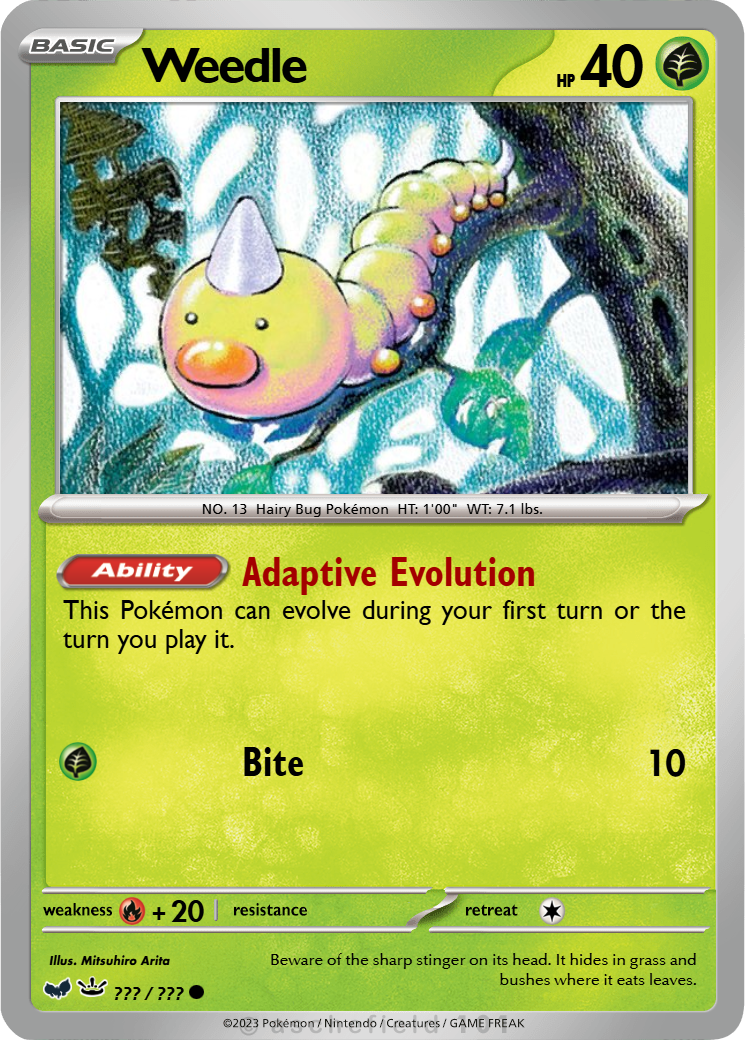 BASIC Weedle HP 40
NO. 13 Hairy Bug Pokémon HT: 1'00" WT: 7.1 lbs.
Ability Adaptive Evolution
This Pokémon can evolve during your first turn or the
turn you play it.
Bite 10
weakness + 20 resistance retreat
Illus. Mitsuhiro Arita
Beware of the sharp stinger on its head. It hides in grass and
bushes where it eats leaves.
??? / ???
©2023 Pokémon / Nintendo / Creatures / GAME FREAK